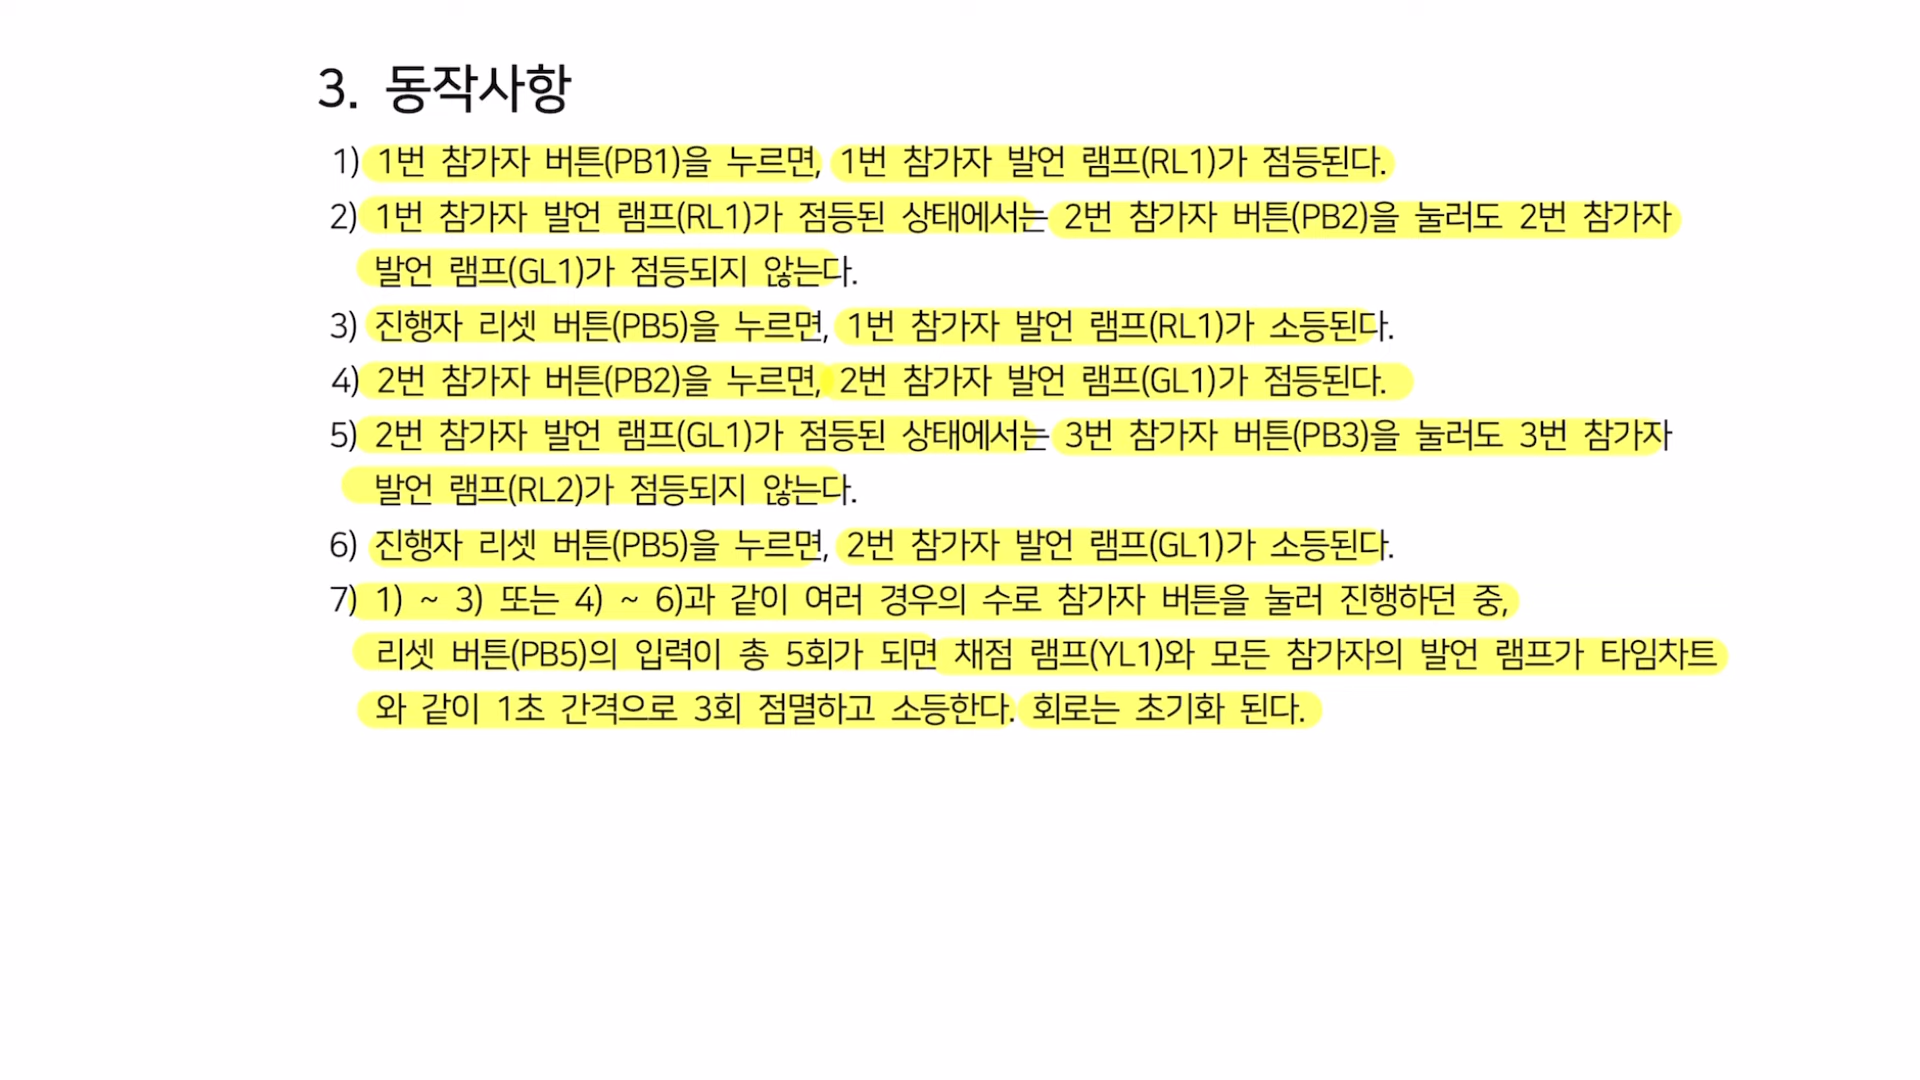 3. 동작사항
1) 1번 참가자 버튼(PB1)을 누르면, 1번 참가자 발언 램프(RL1)가 점등된다.
2) 1번 참가자 발언 램프(RL1)가 점등된 상태에서는 2번 참가자 버튼(PB2)을 눌러도 2번 참가자
발언 램프(GL1)가 점등되지 않는다.
3) 진행자 리셋 버튼(PB5)을 누르면, 1번 참가자 발언 램프(RL1)가 소등된다.
4) 2번 참가자 버튼(PB2)을 누르면, 2번 참가자 발언 램프(GL1)가 점등된다.
5) 2번 참가자 발언 램프(GL1)가 점등된 상태에서는 3번 참가자 버튼(PB3)을 눌러도 3번 참가자
발언 램프(RL2)가 점등되지 않는다.
6) 진행자 리셋 버튼(PB5)을 누르면, 2번 참가자 발언 램프(GL1)가 소등된다.
7) 1) ~ 3) 또는 4) ~ 6)과 같이 여러 경우의 수로 참가자 버튼을 눌러 진행하던 중,
리셋 버튼(PB5)의 입력이 총 5회가 되면 채점 램프(YL1)와 모든 참가자의 발언 램프가 타임차트
와 같이 1초 간격으로 3회 점멸하고 소등한다. 회로는 초기화 된다.